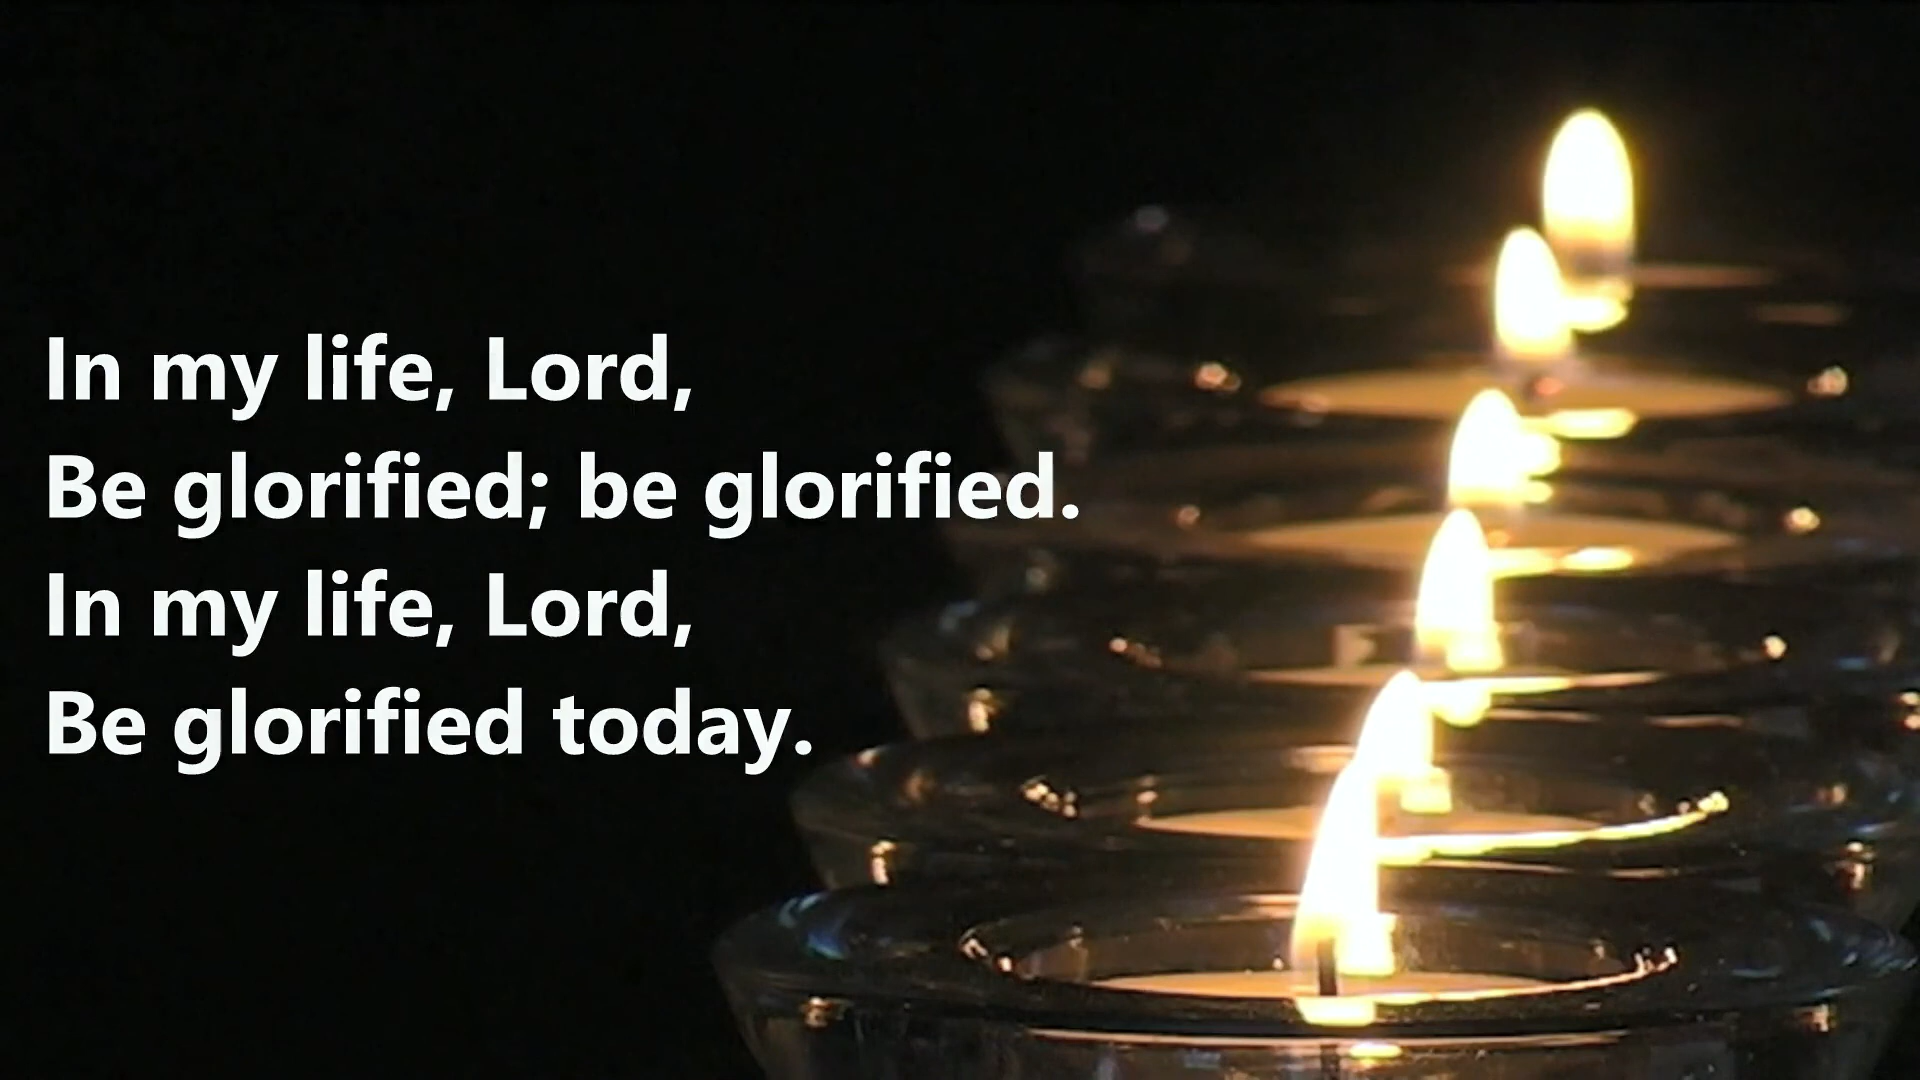 In my life, Lord,
Be glorified; be glorified.
In my life, Lord,
Be glorified today.